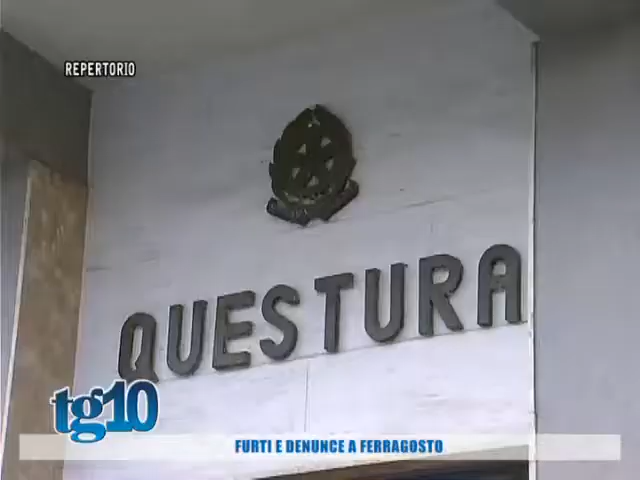 REPERTORIO
QUESTURA
tg10
FURTI E DENUNCE A FERRAGOSTO